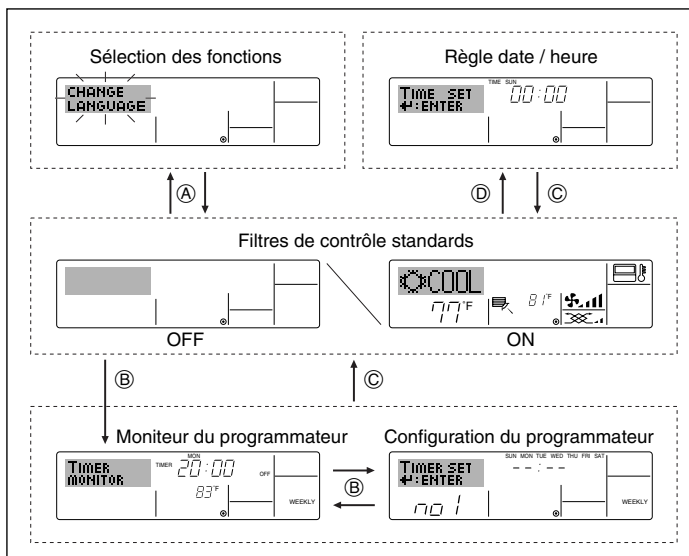 Sélection des fonctions
CHANGE
LANGUAGE
Règle date / heure
TIME SUN
TIME SET 00:00
↵:ENTER
Ⓐ
Ⓓ Ⓒ
Filtres de contrôle standards
COOL
77°F 81°F
OFF ON
Ⓑ Ⓒ
Moniteur du programmateur
MON
TIMER TIMER 20:00 OFF
MONITOR
83°F
WEEKLY
Ⓑ
Configuration du programmateur
SUN MON TUE WED THU FRI SAT
TIMER SET --:--
↵:ENTER
no 1 WEEKLY